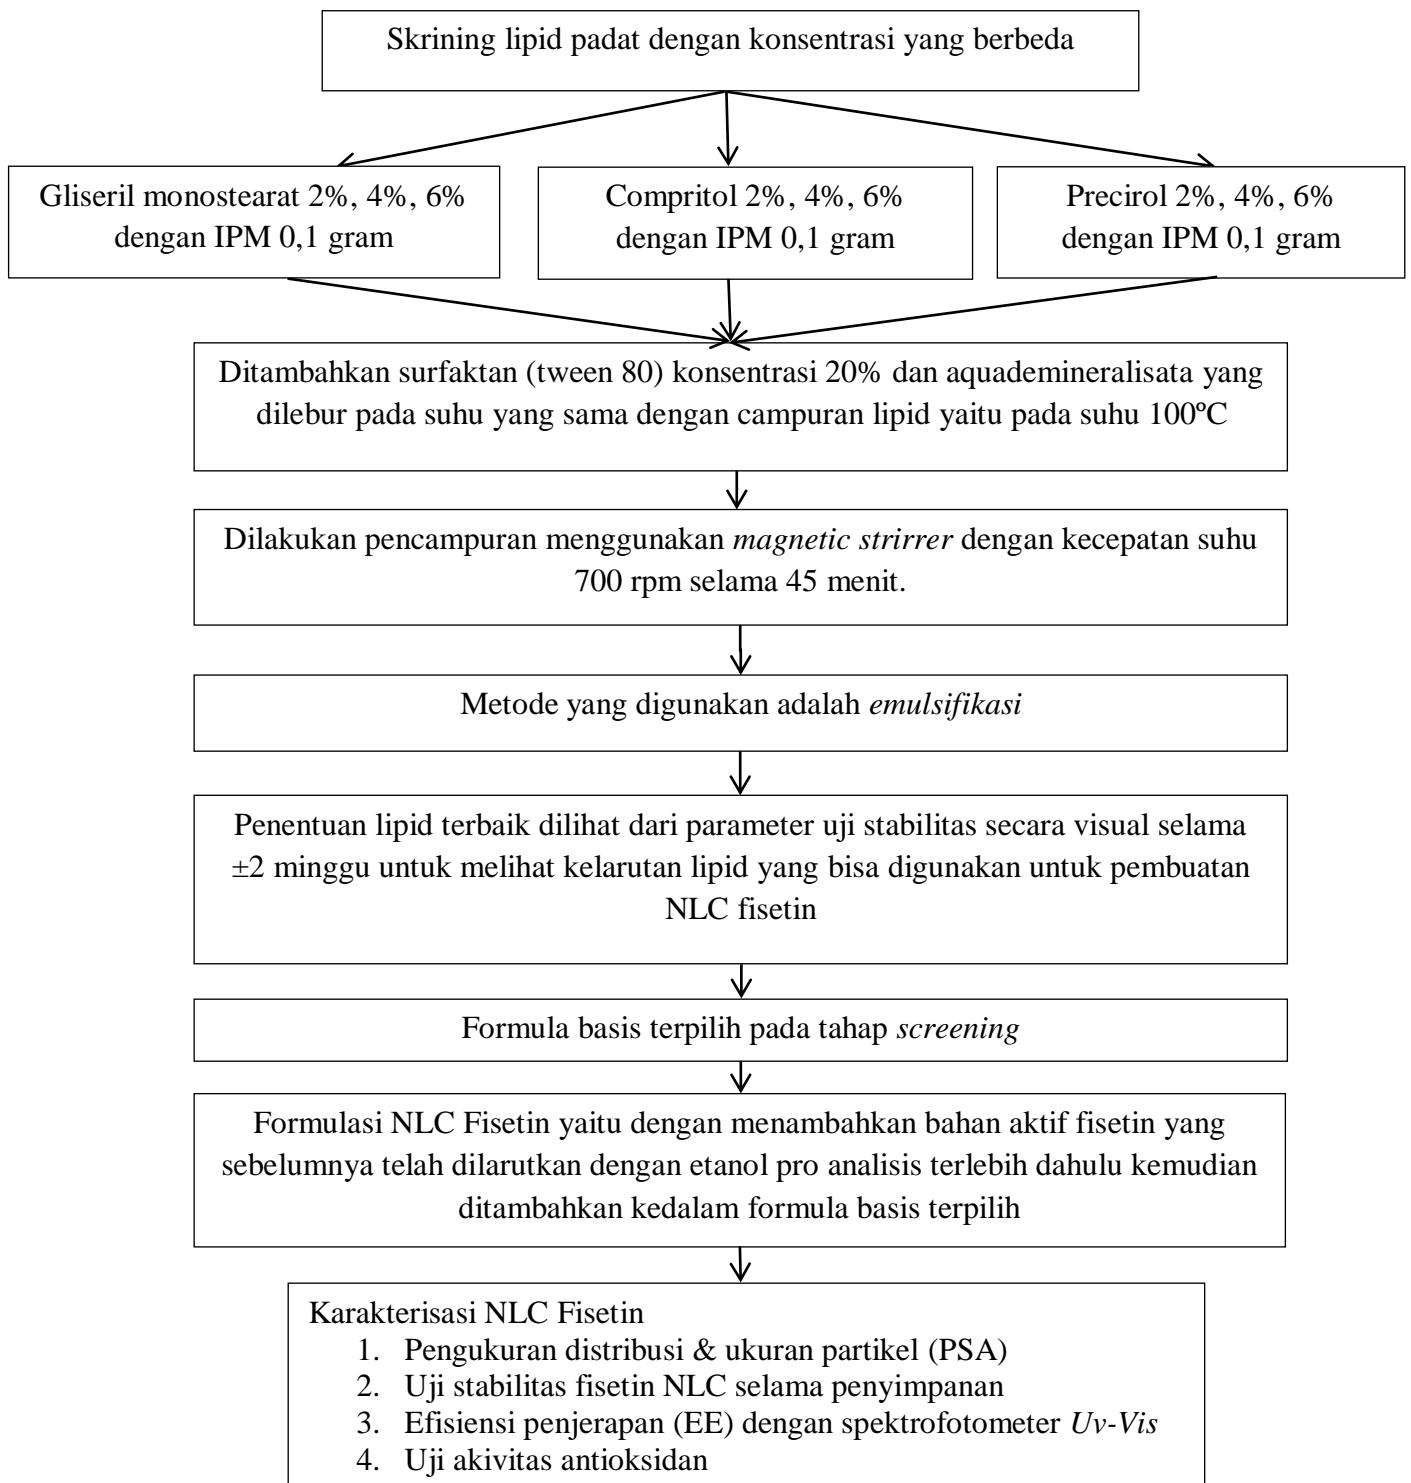 Skrining lipid padat dengan konsentrasi yang berbeda
Gliseril monostearat 2%, 4%, 6%
dengan IPM 0,1 gram
Compritol 2%, 4%, 6%
dengan IPM 0,1 gram
Precirol 2%, 4%, 6%
dengan IPM 0,1 gram
Ditambahkan surfaktan (tween 80) konsentrasi 20% dan aquademineralisata yang
dilebur pada suhu yang sama dengan campuran lipid yaitu pada suhu 100ºC
Dilakukan pencampuran menggunakan magnetic strirrer dengan kecepatan suhu
700 rpm selama 45 menit.
Metode yang digunakan adalah emulsifikasi
Penentuan lipid terbaik dilihat dari parameter uji stabilitas secara visual selama
±2 minggu untuk melihat kelarutan lipid yang bisa digunakan untuk pembuatan
NLC fisetin
Formula basis terpilih pada tahap screening
Formulasi NLC Fisetin yaitu dengan menambahkan bahan aktif fisetin yang
sebelumnya telah dilarutkan dengan etanol pro analisis terlebih dahulu kemudian
ditambahkan kedalam formula basis terpilih
Karakterisasi NLC Fisetin
1. Pengukuran distribusi & ukuran partikel (PSA)
2. Uji stabilitas fisetin NLC selama penyimpanan
3. Efisiensi penjerapan (EE) dengan spektrofotometer Uv-Vis
4. Uji akivitas antioksidan